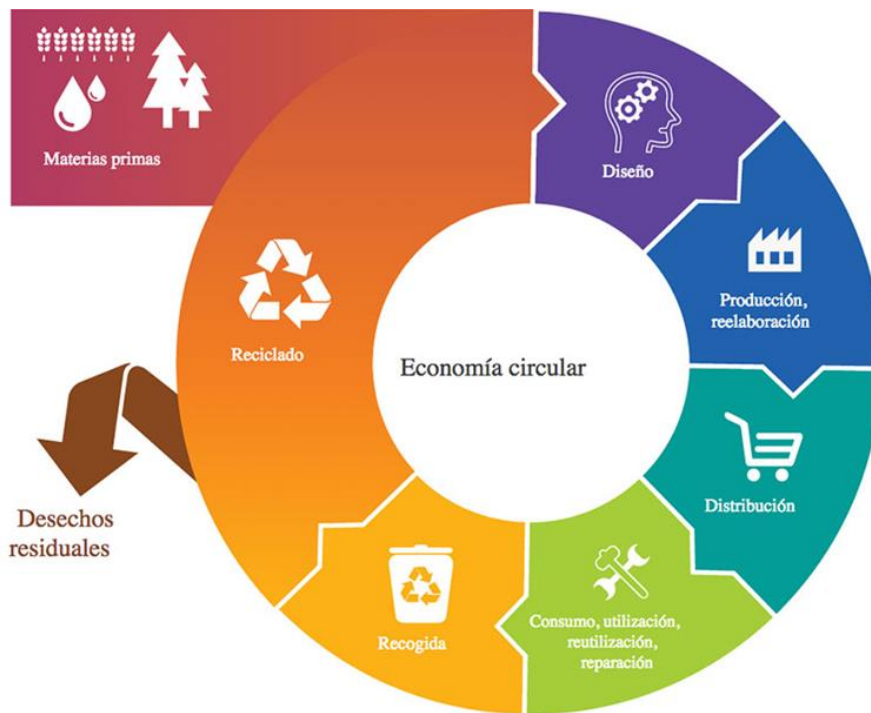 Materias primas
Diseño
Producción,
reelaboración
Distribución
Consumo, utilización,
reutilización,
reparación
Recogida
Reciclado
Desechos
residuales
Economía circular